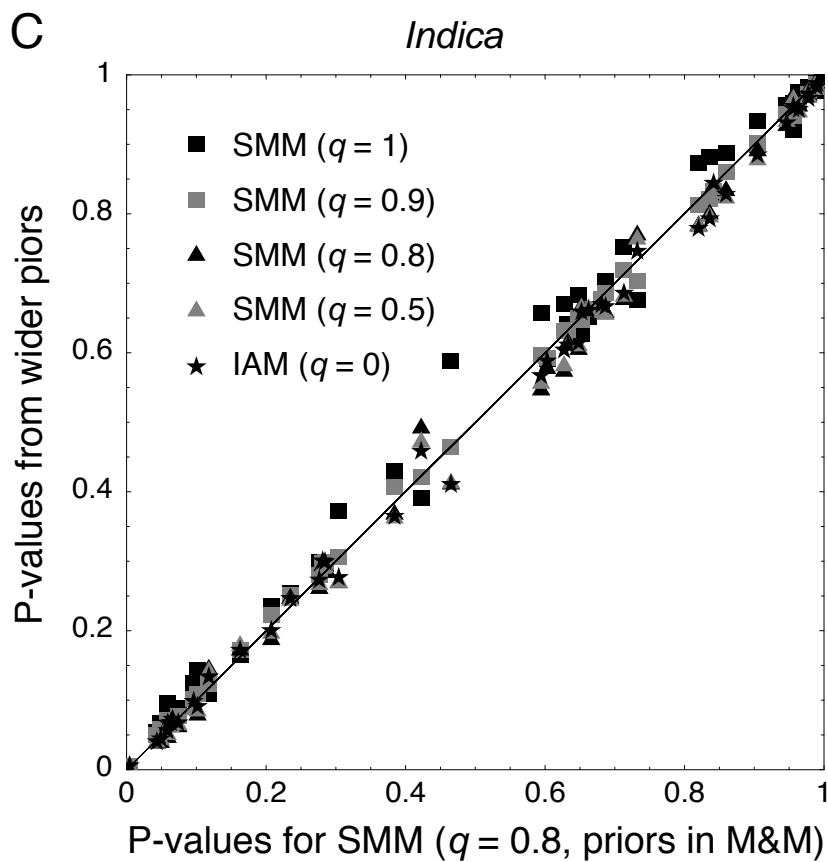 C
Indica
1
0.8
0.6
0.4
0.2
0
P-values from wider piors
SMM (q = 1)
SMM (q = 0.9)
SMM (q = 0.8)
SMM (q = 0.5)
IAM (q = 0)
0 0.2 0.4 0.6 0.8 1
P-values for SMM (q = 0.8, priors in M&M)